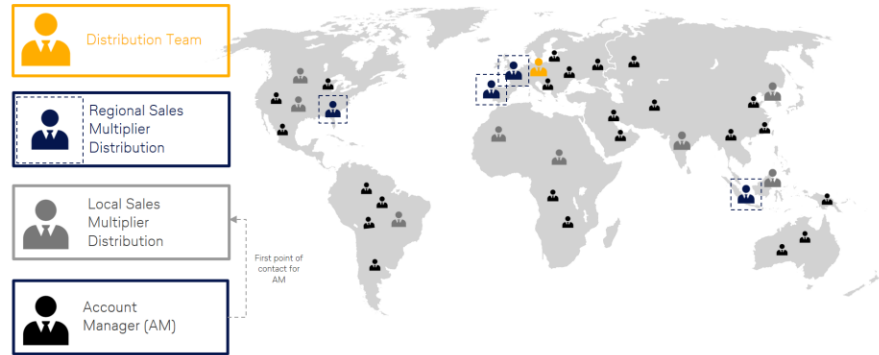 Distribution Team
Regional Sales
Multiplier
Distribution
Local Sales
Multiplier
Distribution
First point of
contact for
AM
Account
Manager (AM)